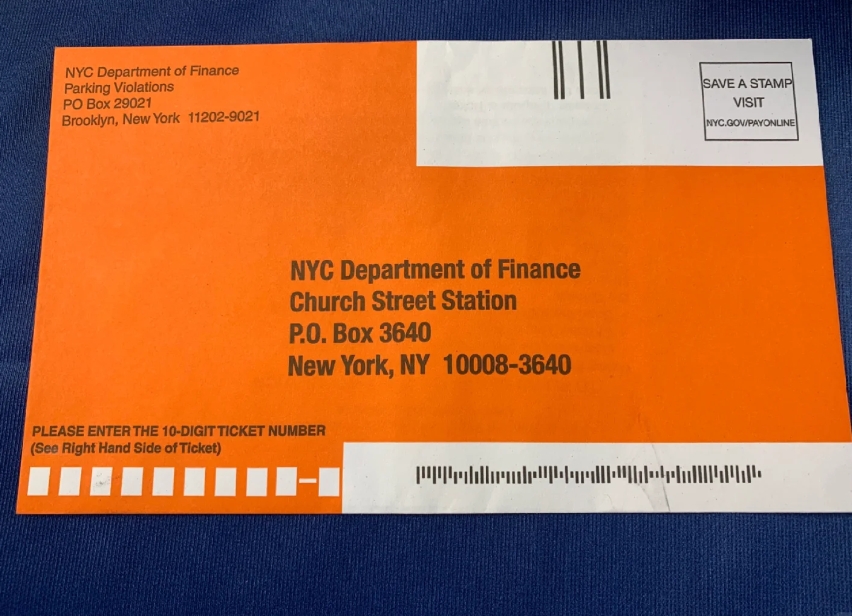 NYC Department of Finance
Parking Violations
PO Box 29021
Brooklyn, New York 11202-9021
SAVE A STAMP
VISIT
NYC.GOV/PAYONLINE
NYC Department of Finance
Church Street Station
P.O. Box 3640
New York, NY 10008-3640
PLEASE ENTER THE 10-DIGIT TICKET NUMBER
(See Right Hand Side of Ticket)